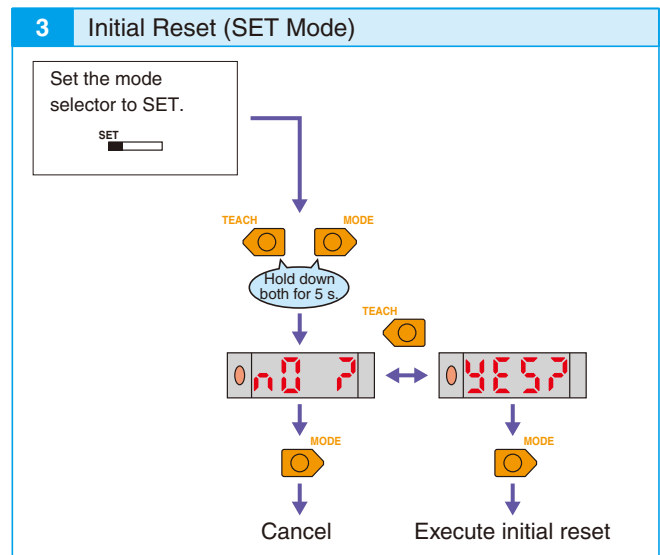 3 Initial Reset (SET Mode)
Set the mode
selector to SET.
SET
TEACH MODE
Hold down
both for 5 s.
TEACH
nO ? YES?
MODE MODE
Cancel Execute initial reset